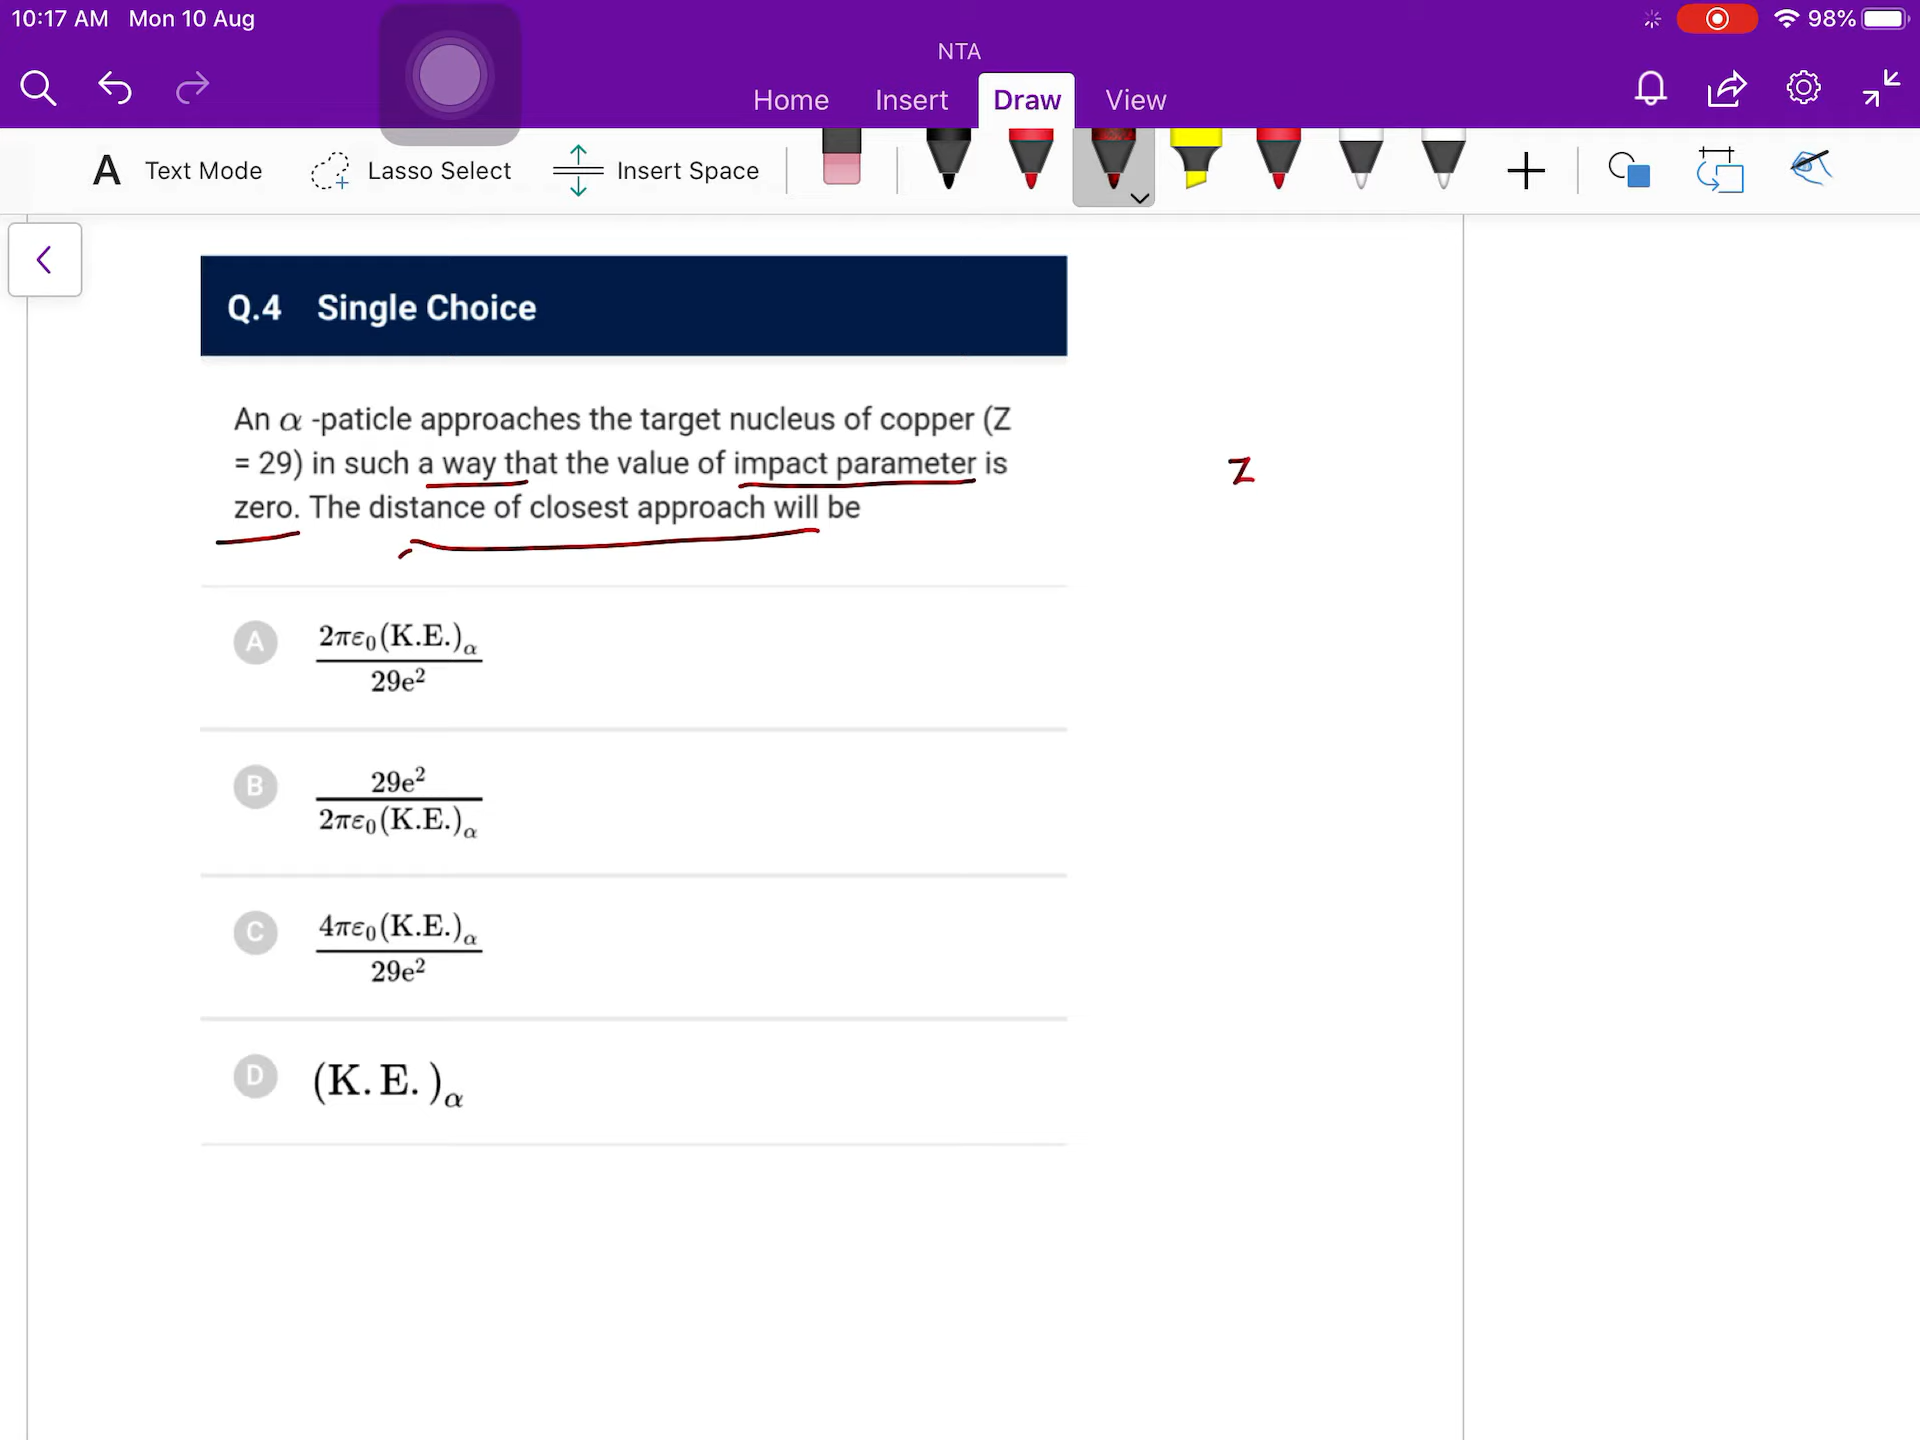 10:17 AM Mon 10 Aug
98%
NTA
Home Insert Draw View
A Text Mode Lasso Select Insert Space
Q.4 Single Choice
An α -paticle approaches the target nucleus of copper (Z
= 29) in such a way that the value of impact parameter is
zero. The distance of closest approach will be
z
A 2πε₀(K.E.)α
29e²
B 29e²
2πε₀(K.E.)α
C 4πε₀(K.E.)α
29e²
D (K.E.)α